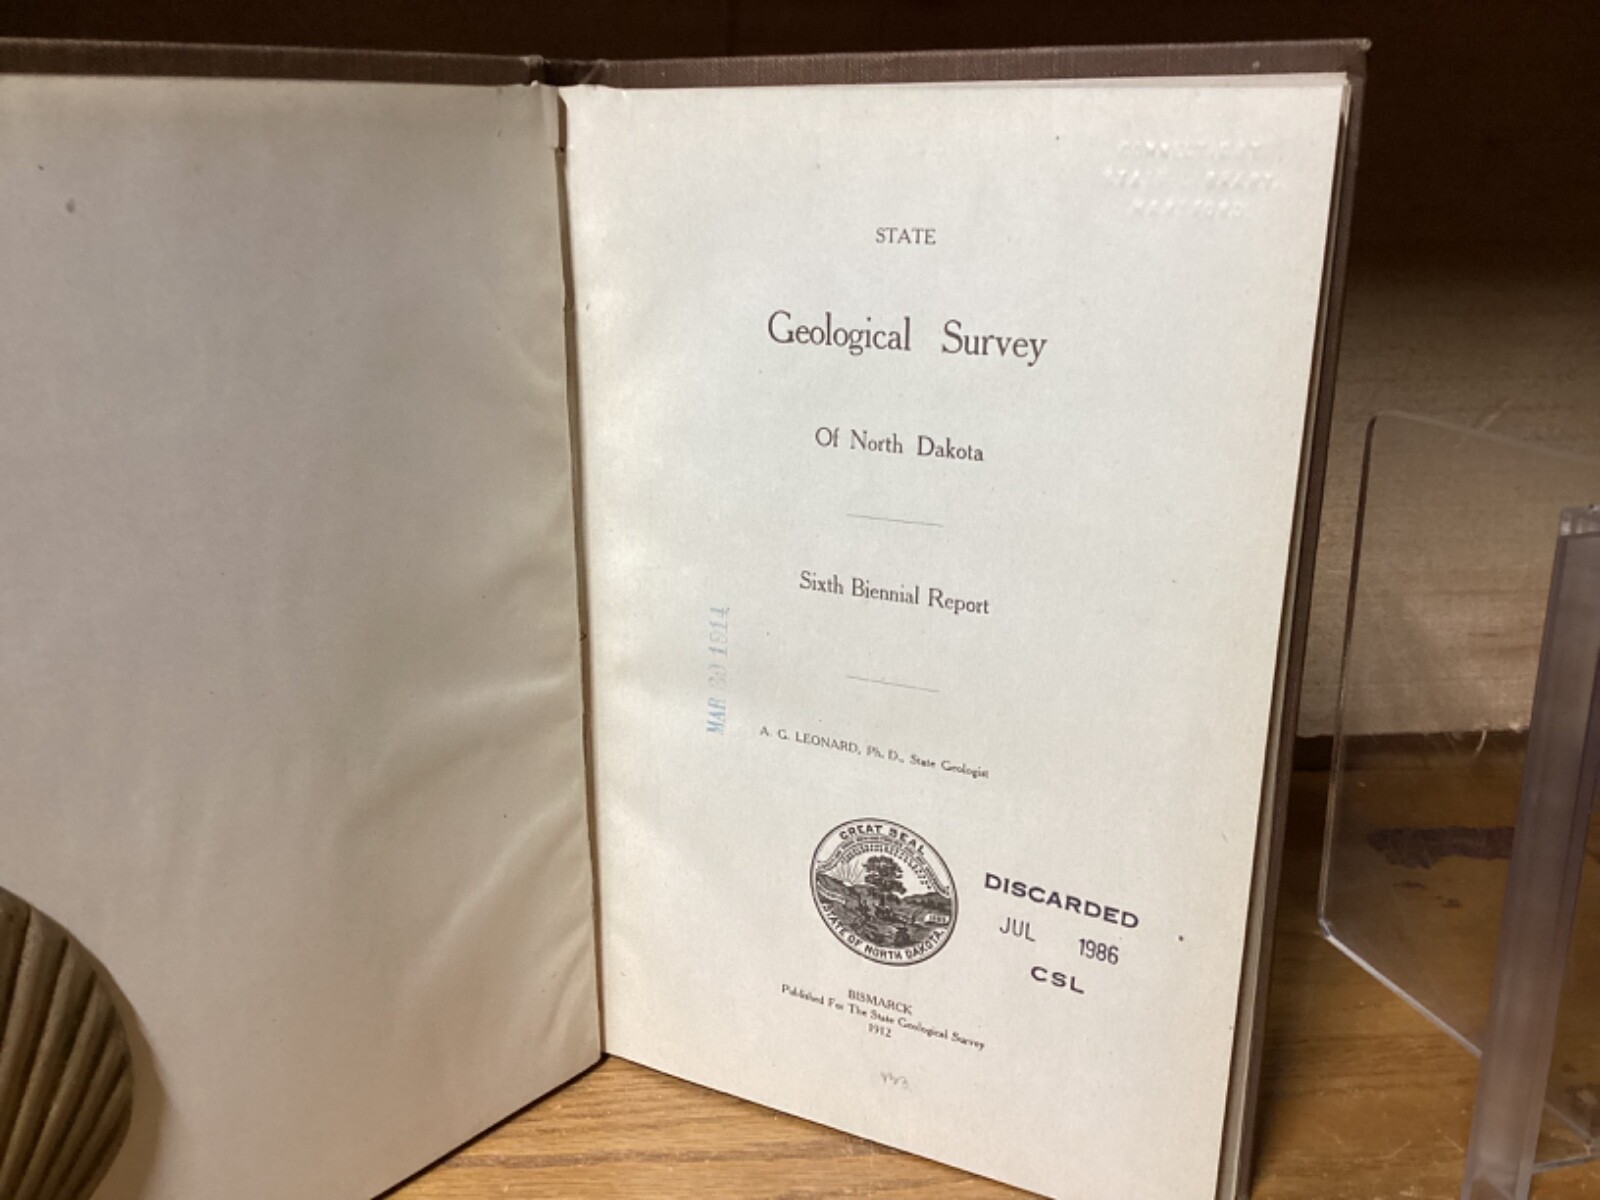 STATE
Geological Survey
Of North Dakota
Sixth Biennial Report
MAR 1914
A. G. LEONARD, Ph. D., State Geologist
GREAT SEAL
STATE OF NORTH DAKOTA.
DISCARDED
JUL 1986
CSL
BISMARCK
Published For The State Geological Survey
1912